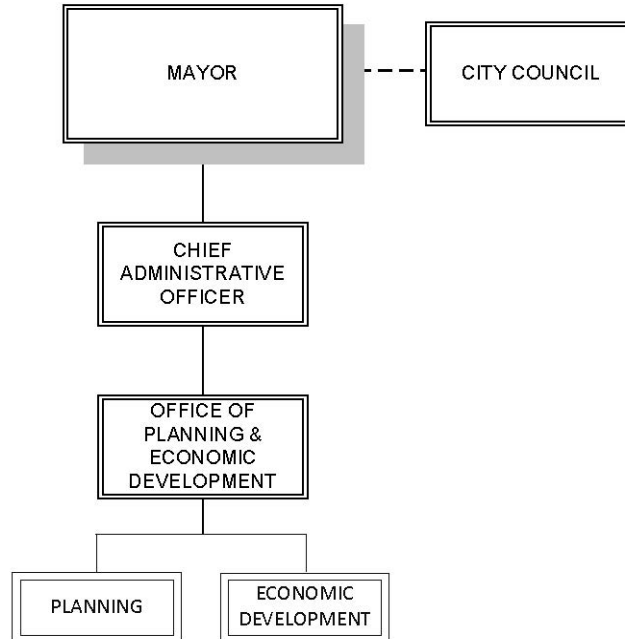 MAYOR
CITY COUNCIL
CHIEF
ADMINISTRATIVE
OFFICER
OFFICE OF
PLANNING &
ECONOMIC
DEVELOPMENT
PLANNING
ECONOMIC
DEVELOPMENT